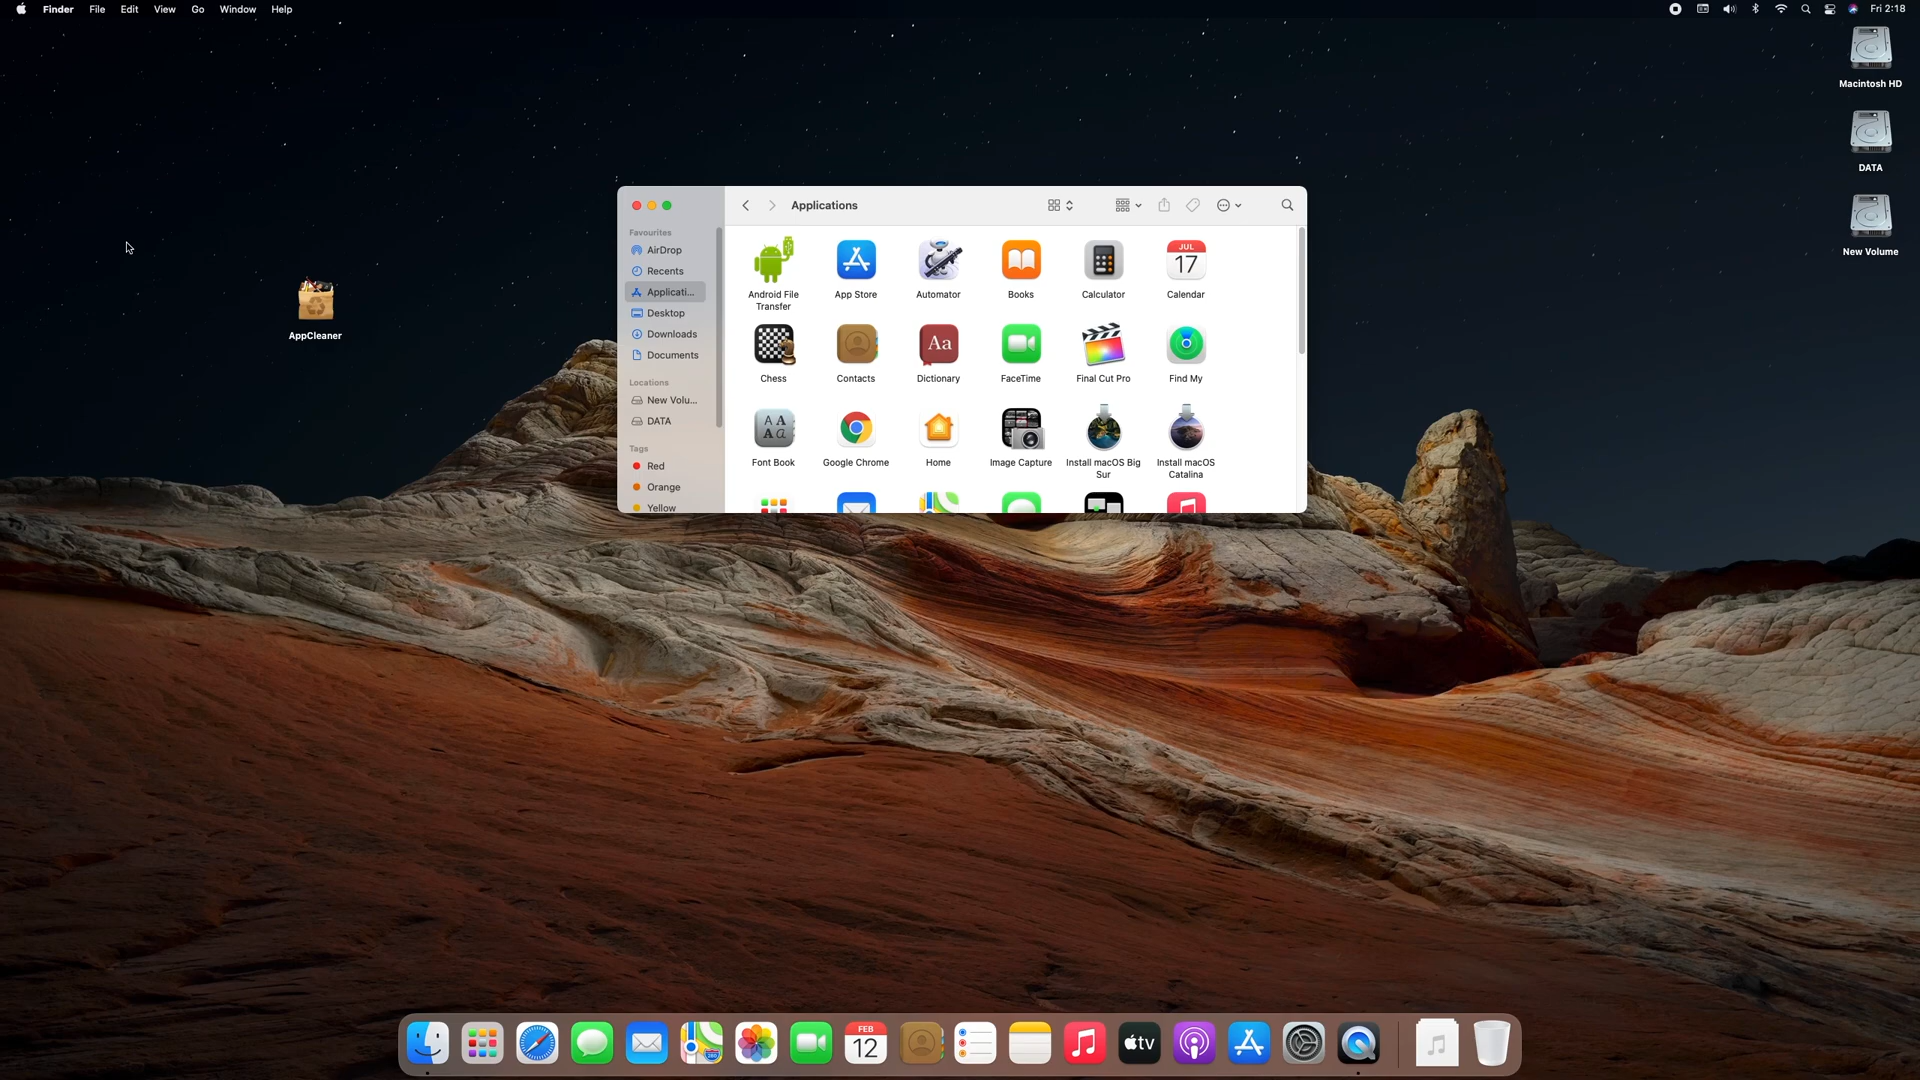 Finder File Edit View Go Window Help
Fri 2:18
Macintosh HD
DATA
New Volume
AppCleaner
Applications
Favourites
AirDrop
Recents
Applicati...
Desktop
Downloads
Documents
Locations
New Volu...
DATA
Tags
Red
Orange
Yellow
JUL
17
Android File
Transfer
App Store
Automator
Books
Calculator
Calendar
Aa
Chess
Contacts
Dictionary
FaceTime
Final Cut Pro
Find My
A A
A a
Font Book
Google Chrome
Home
Image Capture
Install macOS Big
Sur
Install macOS
Catalina
280
FEB
12
tv